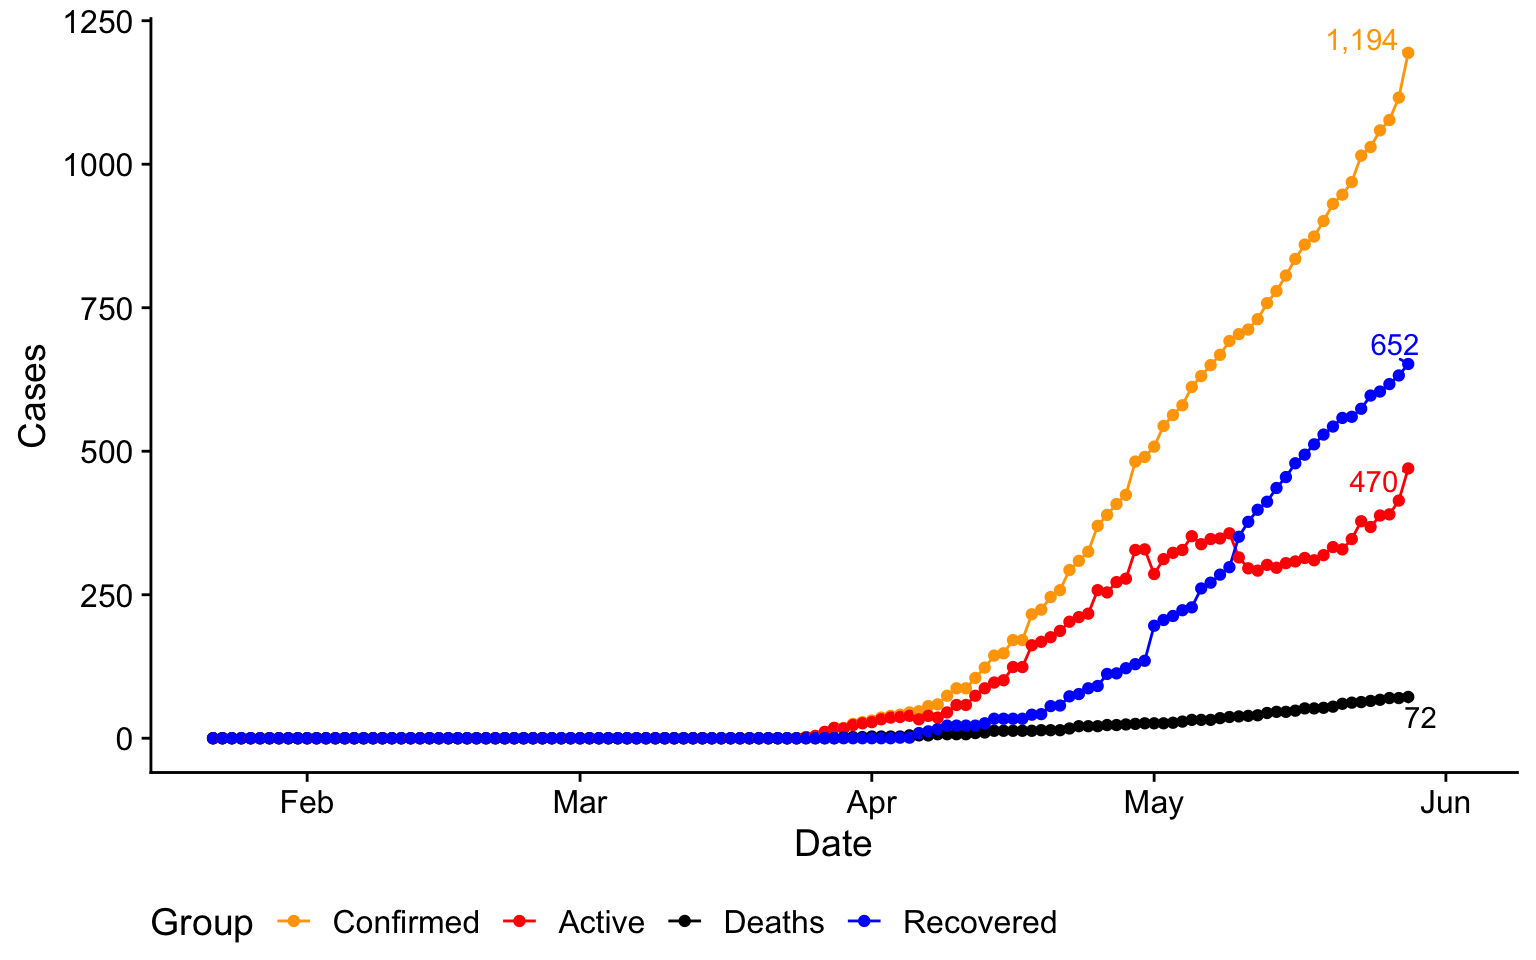 1250
1,194
1000
750
652
500
470
250
72
0
Cases
Feb Mar Apr May Jun
Date
Group Confirmed Active Deaths Recovered